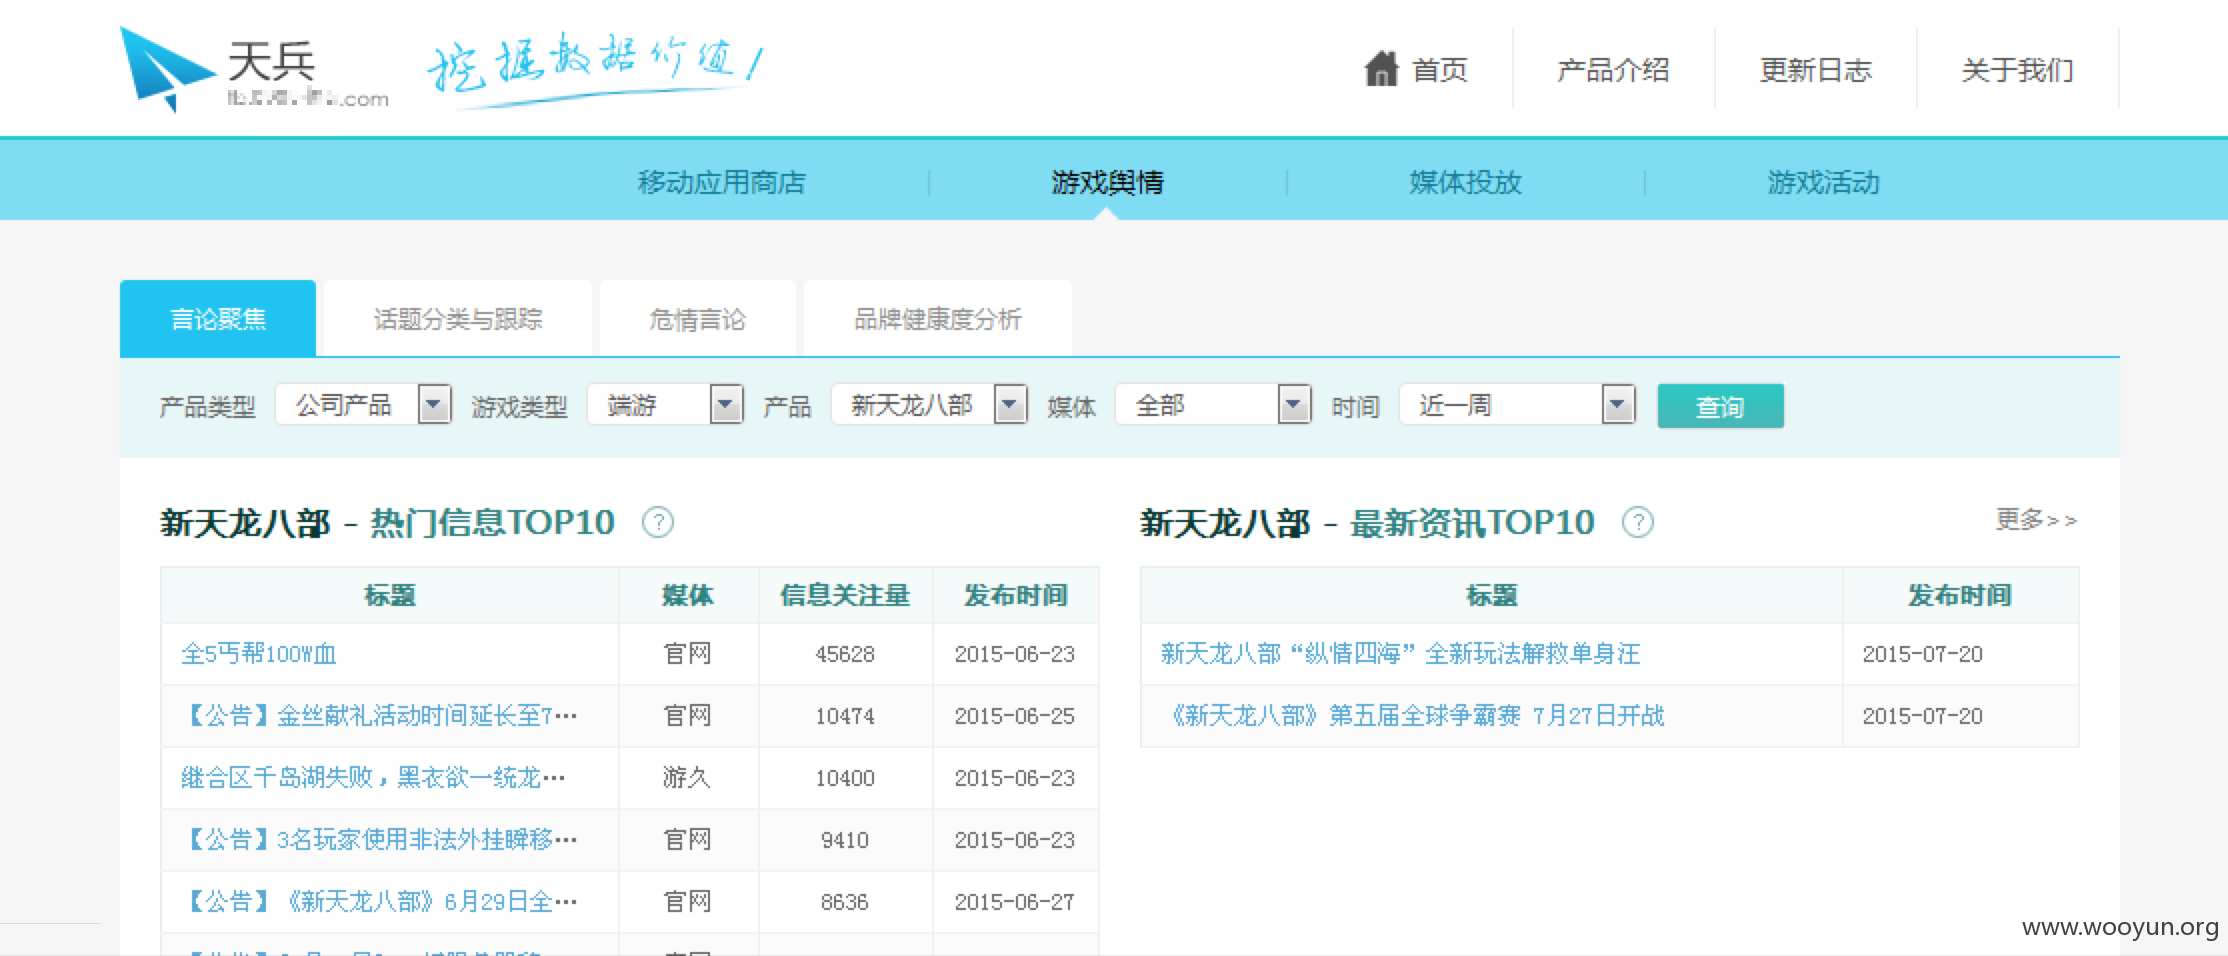 天兵
.com
挖掘数据价值!
首页 产品介绍 更新日志 关于我们
移动应用商店 游戏舆情 媒体投放 游戏活动
言论聚焦 话题分类与跟踪 危情言论 品牌健康度分析
产品类型 公司产品 游戏类型 端游 产品 新天龙八部 媒体 全部 时间 近一周 查询
新天龙八部 - 热门信息TOP10 ?
标题 媒体 信息关注量 发布时间
全5丐帮100W血 官网 45628 2015-06-23
【公告】金丝献礼活动时间延长至7… 官网 10474 2015-06-25
继合区千岛湖失败，黑衣欲一统龙… 游久 10400 2015-06-23
【公告】3名玩家使用非法外挂瞬移… 官网 9410 2015-06-23
【公告】《新天龙八部》6月29日全… 官网 8636 2015-06-27
新天龙八部 - 最新资讯TOP10 ? 更多>>
标题 发布时间
新天龙八部“纵情四海”全新玩法解救单身汪 2015-07-20
《新天龙八部》第五届全球争霸赛 7月27日开战 2015-07-20
www.wooyun.org